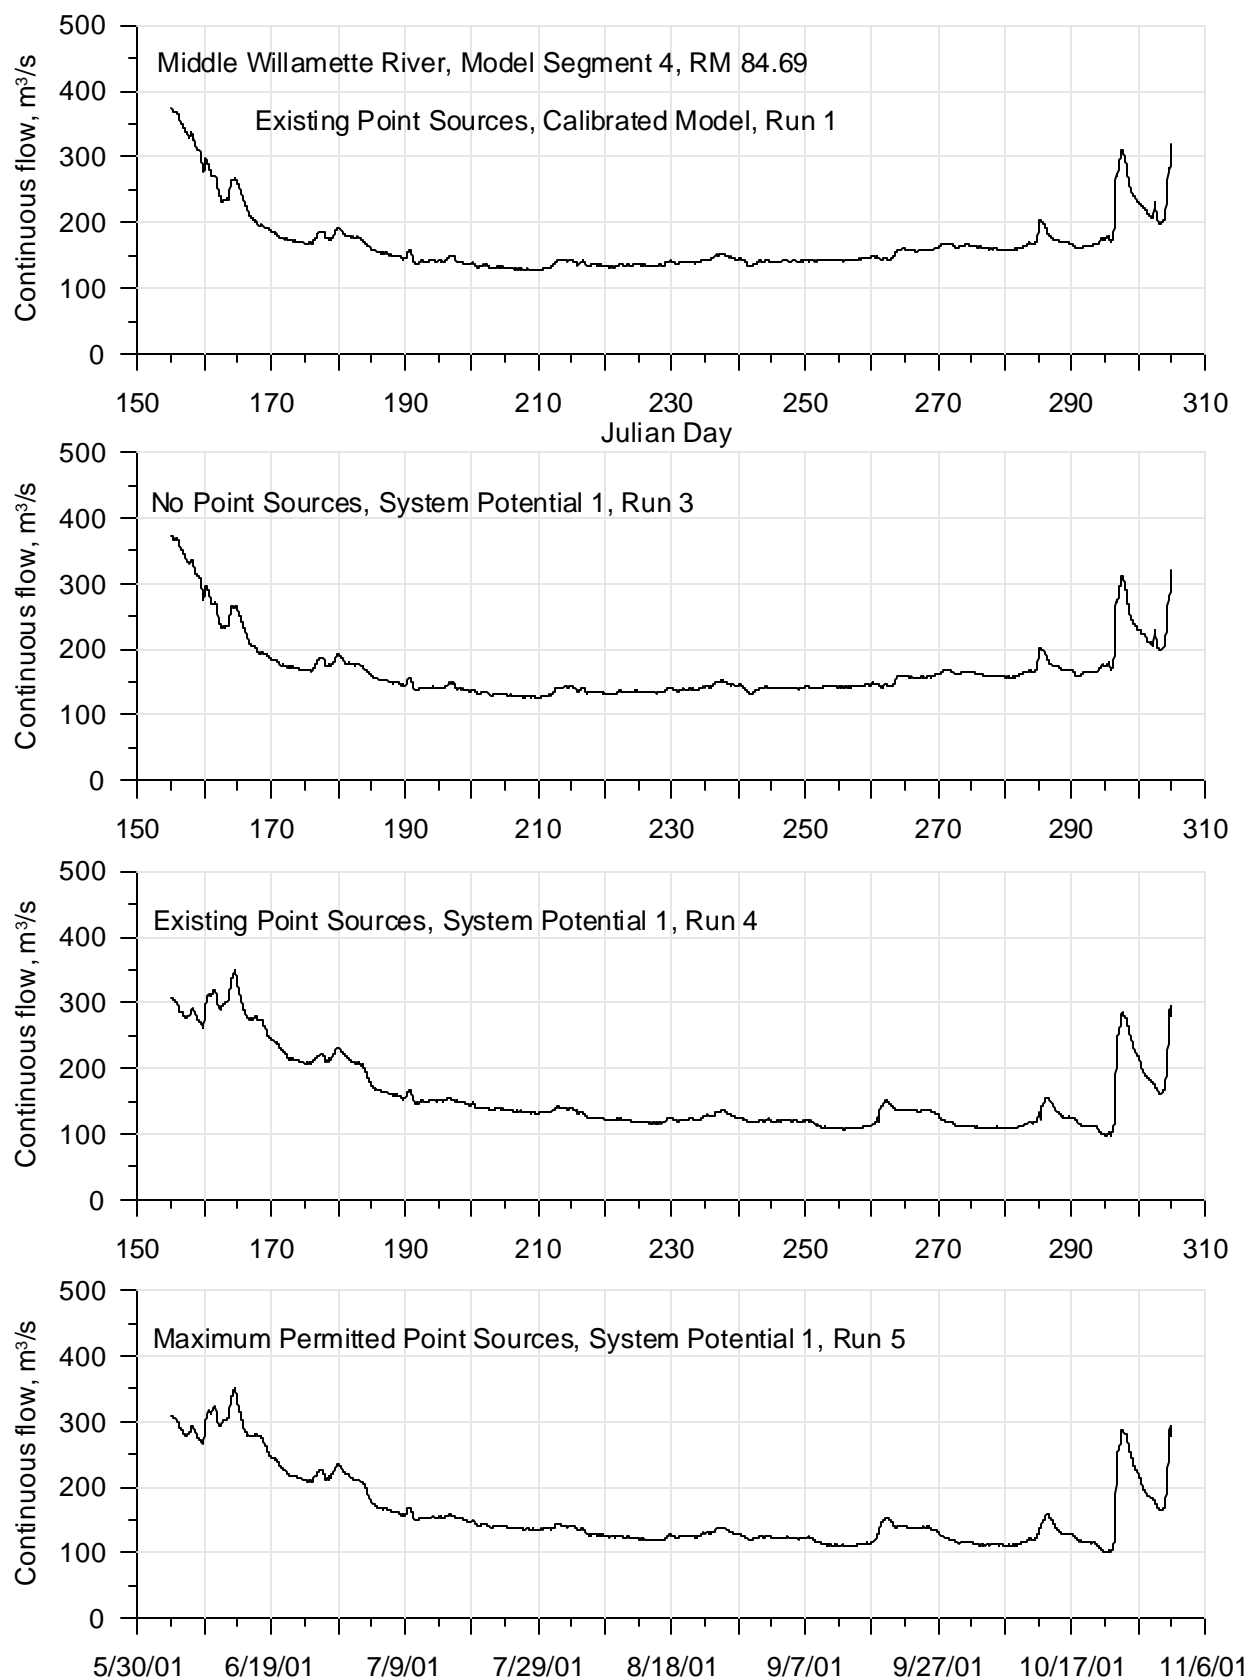 500
Middle Willamette River, Model Segment 4, RM 84.69
400
Existing Point Sources, Calibrated Model, Run 1
300
200
100
0
Continuous flow, m³/s
150 170 190 210 230 250 270 290 310
Julian Day
500
No Point Sources, System Potential 1, Run 3
400
300
200
100
0
Continuous flow, m³/s
150 170 190 210 230 250 270 290 310
500
Existing Point Sources, System Potential 1, Run 4
400
300
200
100
0
Continuous flow, m³/s
150 170 190 210 230 250 270 290 310
500
Maximum Permitted Point Sources, System Potential 1, Run 5
400
300
200
100
0
Continuous flow, m³/s
5/30/01 6/19/01 7/9/01 7/29/01 8/18/01 9/7/01 9/27/01 10/17/01 11/6/01